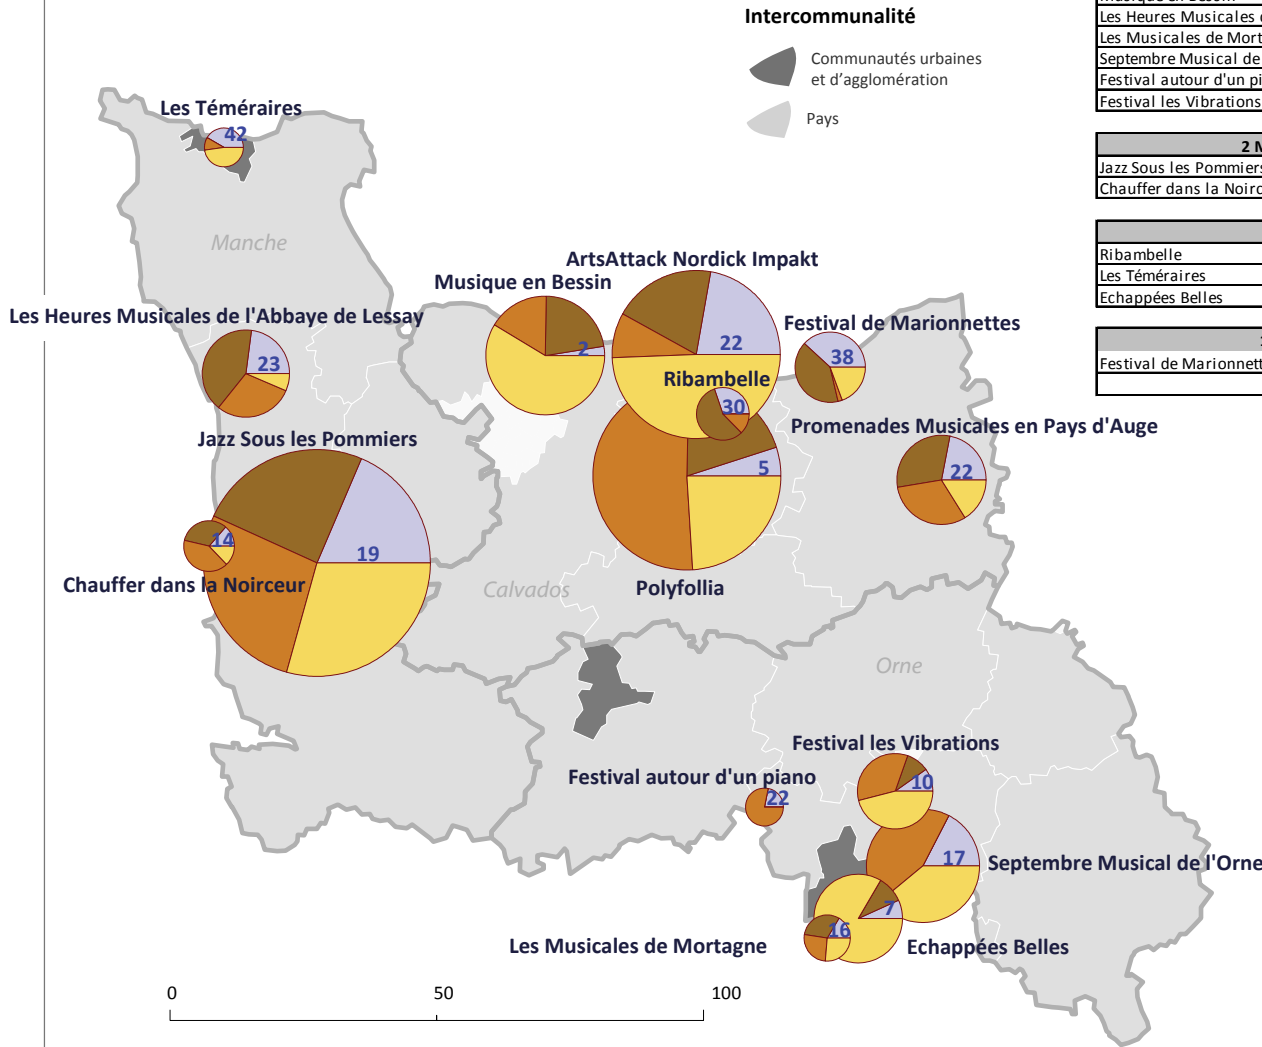 Intercommunalité
Communautés urbaines
et d'agglomération
Pays
Les Heures Musicales
Les Musicales de Mort
Septembre Musical de
Festival autour d'un pi
Festival les Vibrations
2
Jazz Sous les Pommiers
Chauffer dans la Noirc
Ribambelle
Les Téméraires
Echappées Belles
Festival de Marionnett
Les Téméraires
42
Manche
ArtsAttack Nordick Impakt
Musique en Bessin
Les Heures Musicales de l'Abbaye de Lessay
Festival de Marionnettes
22
2
38
23
Ribambelle
30
Jazz Sous les Pommiers
Promenades Musicales en Pays d'Auge
5
22
14
19
Chauffer dans la Noirceur
Calvados
Polyfollia
Orne
Festival les Vibrations
Festival autour d'un piano
10
22
17
Septembre Musical de l'Orne
7
16
Les Musicales de Mortagne
Echappées Belles
0
50
100